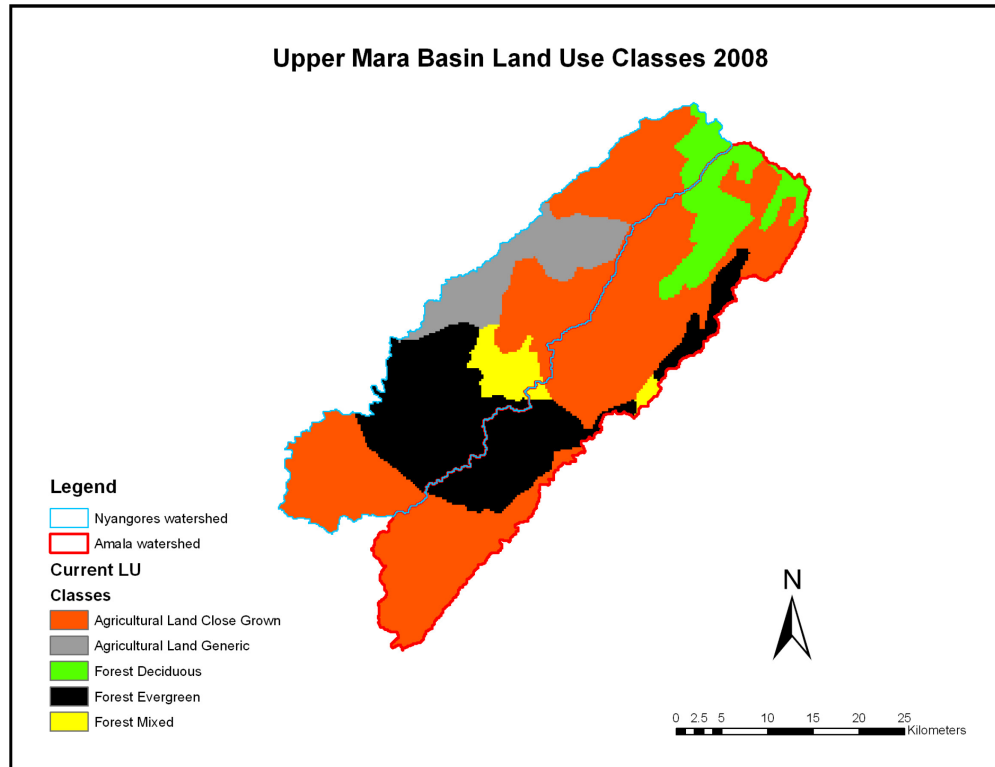 Upper Mara Basin Land Use Classes 2008
Legend
Nyangores watershed
Amala watershed
Current LU
Classes
Agricultural Land Close Grown
Agricultural Land Generic
Forest Deciduous
Forest Evergreen
Forest Mixed
N
0 2.5 5 10 15 20 25
Kilometers